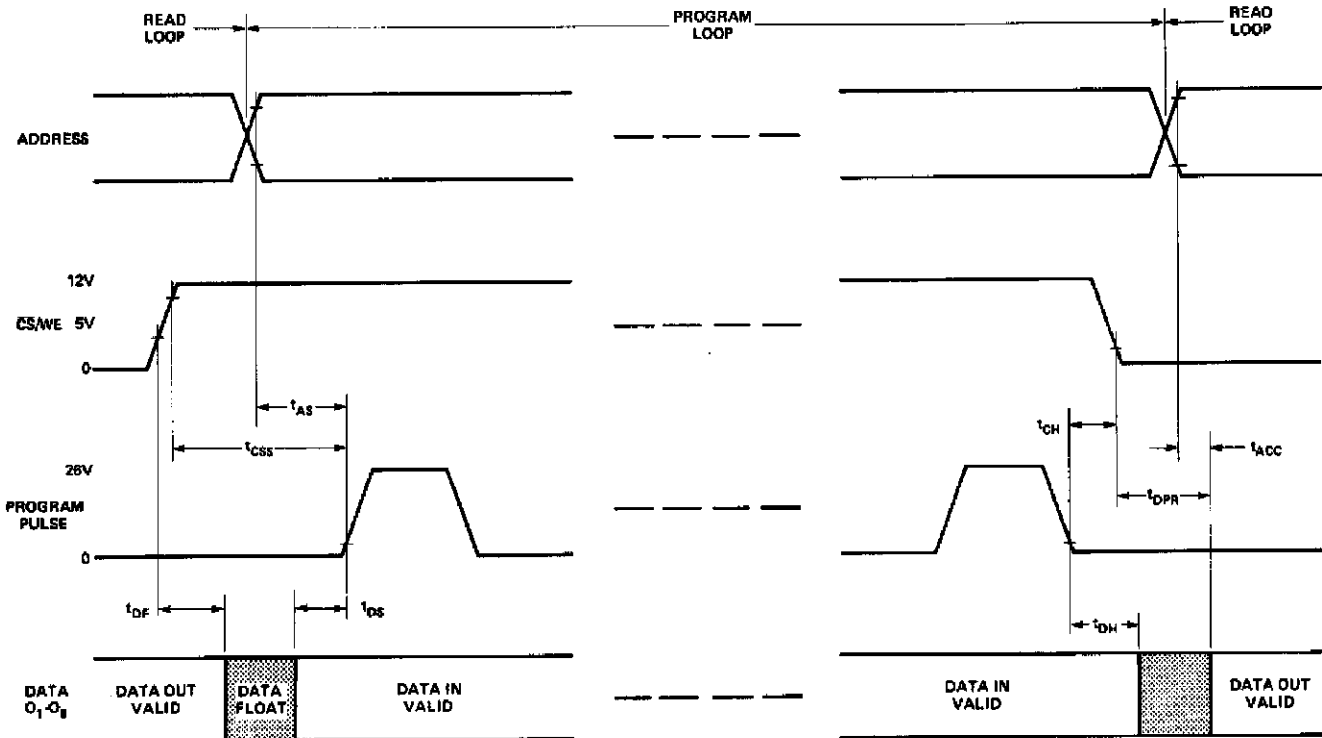 READ
LOOP
PROGRAM
LOOP
READ
LOOP
ADDRESS
12V
CS/WE 5V
0
tAS
tCSS
tCH
tACC
26V
tDPR
PROGRAM
PULSE
0
tDF
tDS
tDH
DATA
O1-O8
DATA OUT
VALID
DATA
FLOAT
DATA IN
VALID
DATA IN
VALID
DATA OUT
VALID